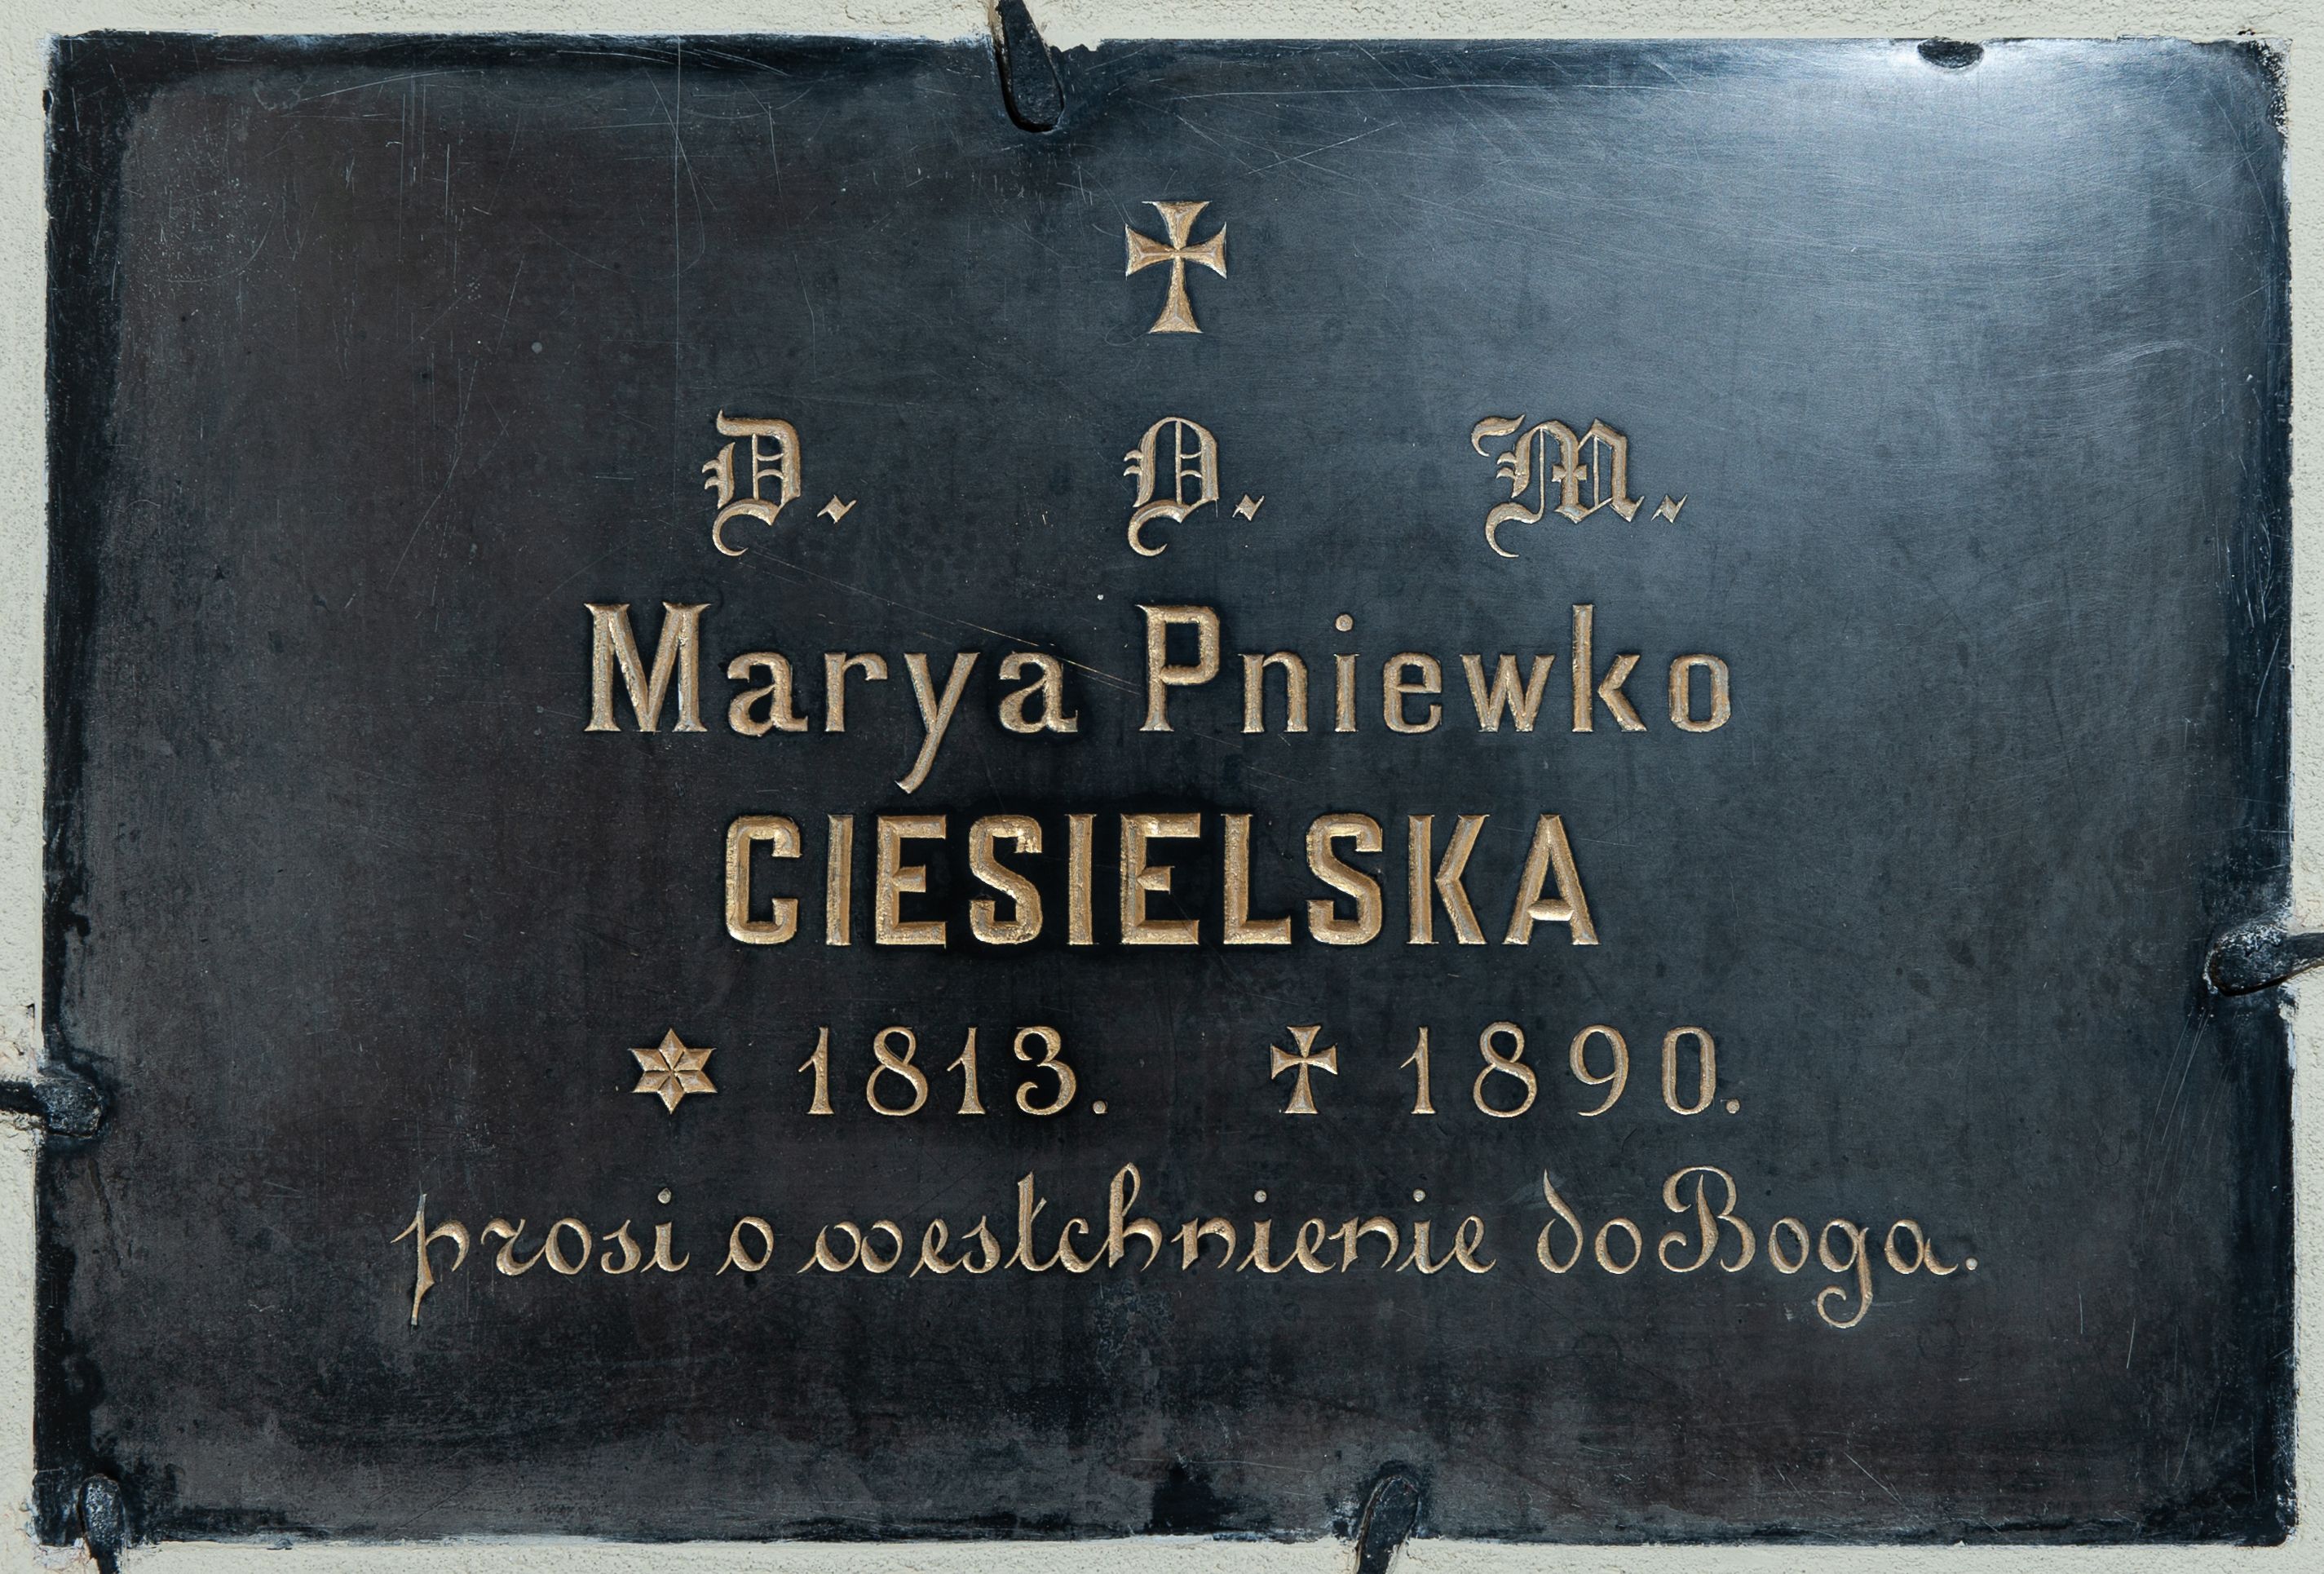 D. O. M.
Marya Pniewko
CIESIELSKA
✶ 1813. ✝ 1890.
prosi o westchnienie do Boga.